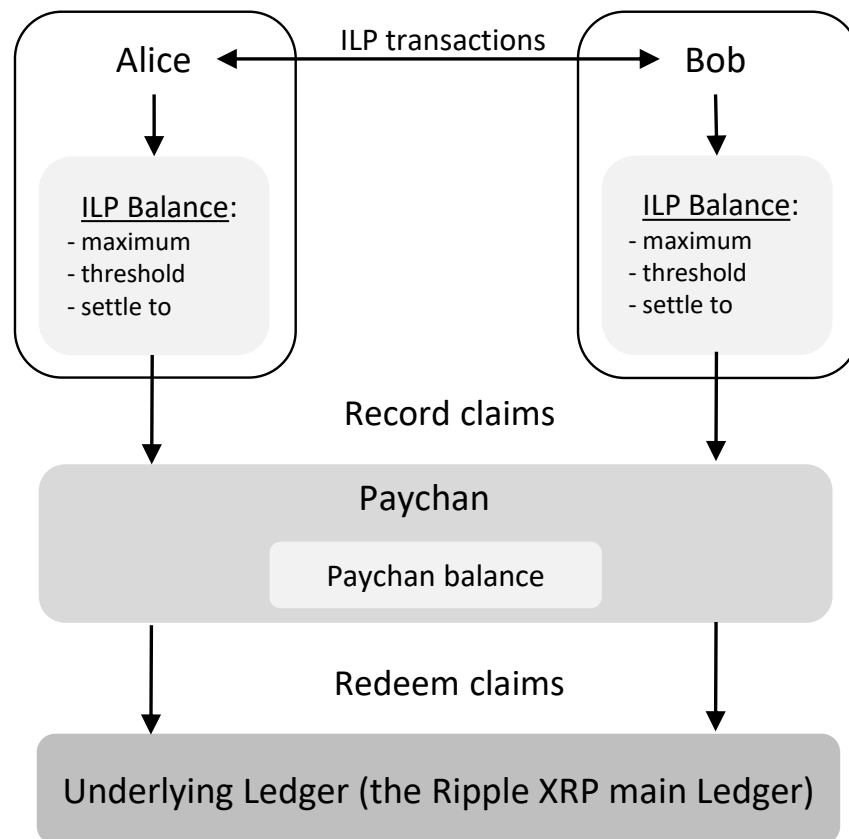 ILP transactions
Alice
Bob
ILP Balance:
- maximum
- threshold
- settle to
ILP Balance:
- maximum
- threshold
- settle to
Record claims
Paychan
Paychan balance
Redeem claims
Underlying Ledger (the Ripple XRP main Ledger)